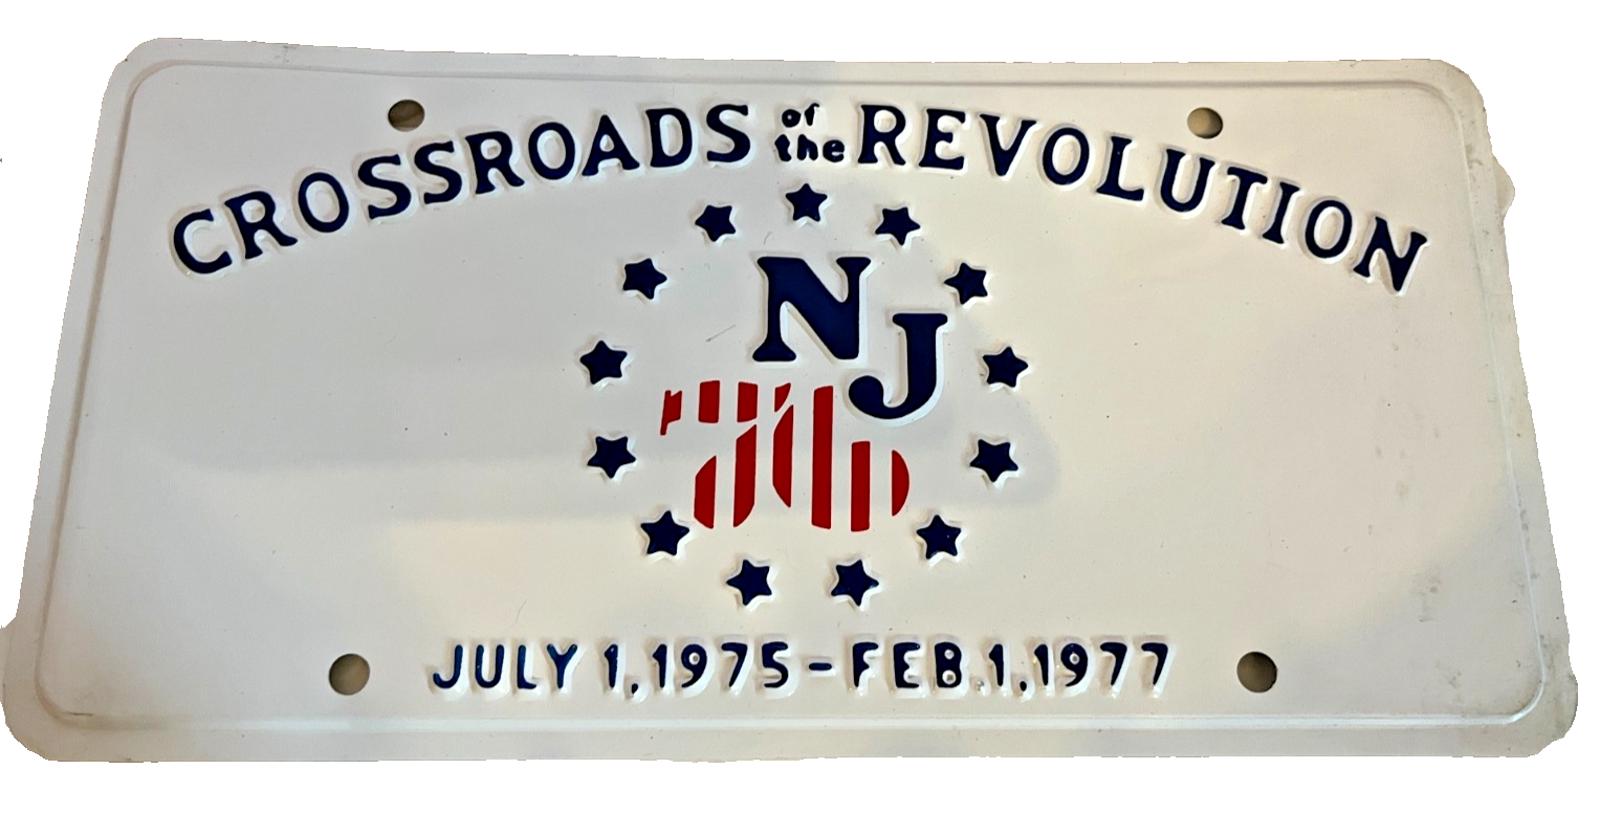 CROSSROADS of the REVOLUTION
NJ
76
JULY 1, 1975 - FEB. 1, 1977